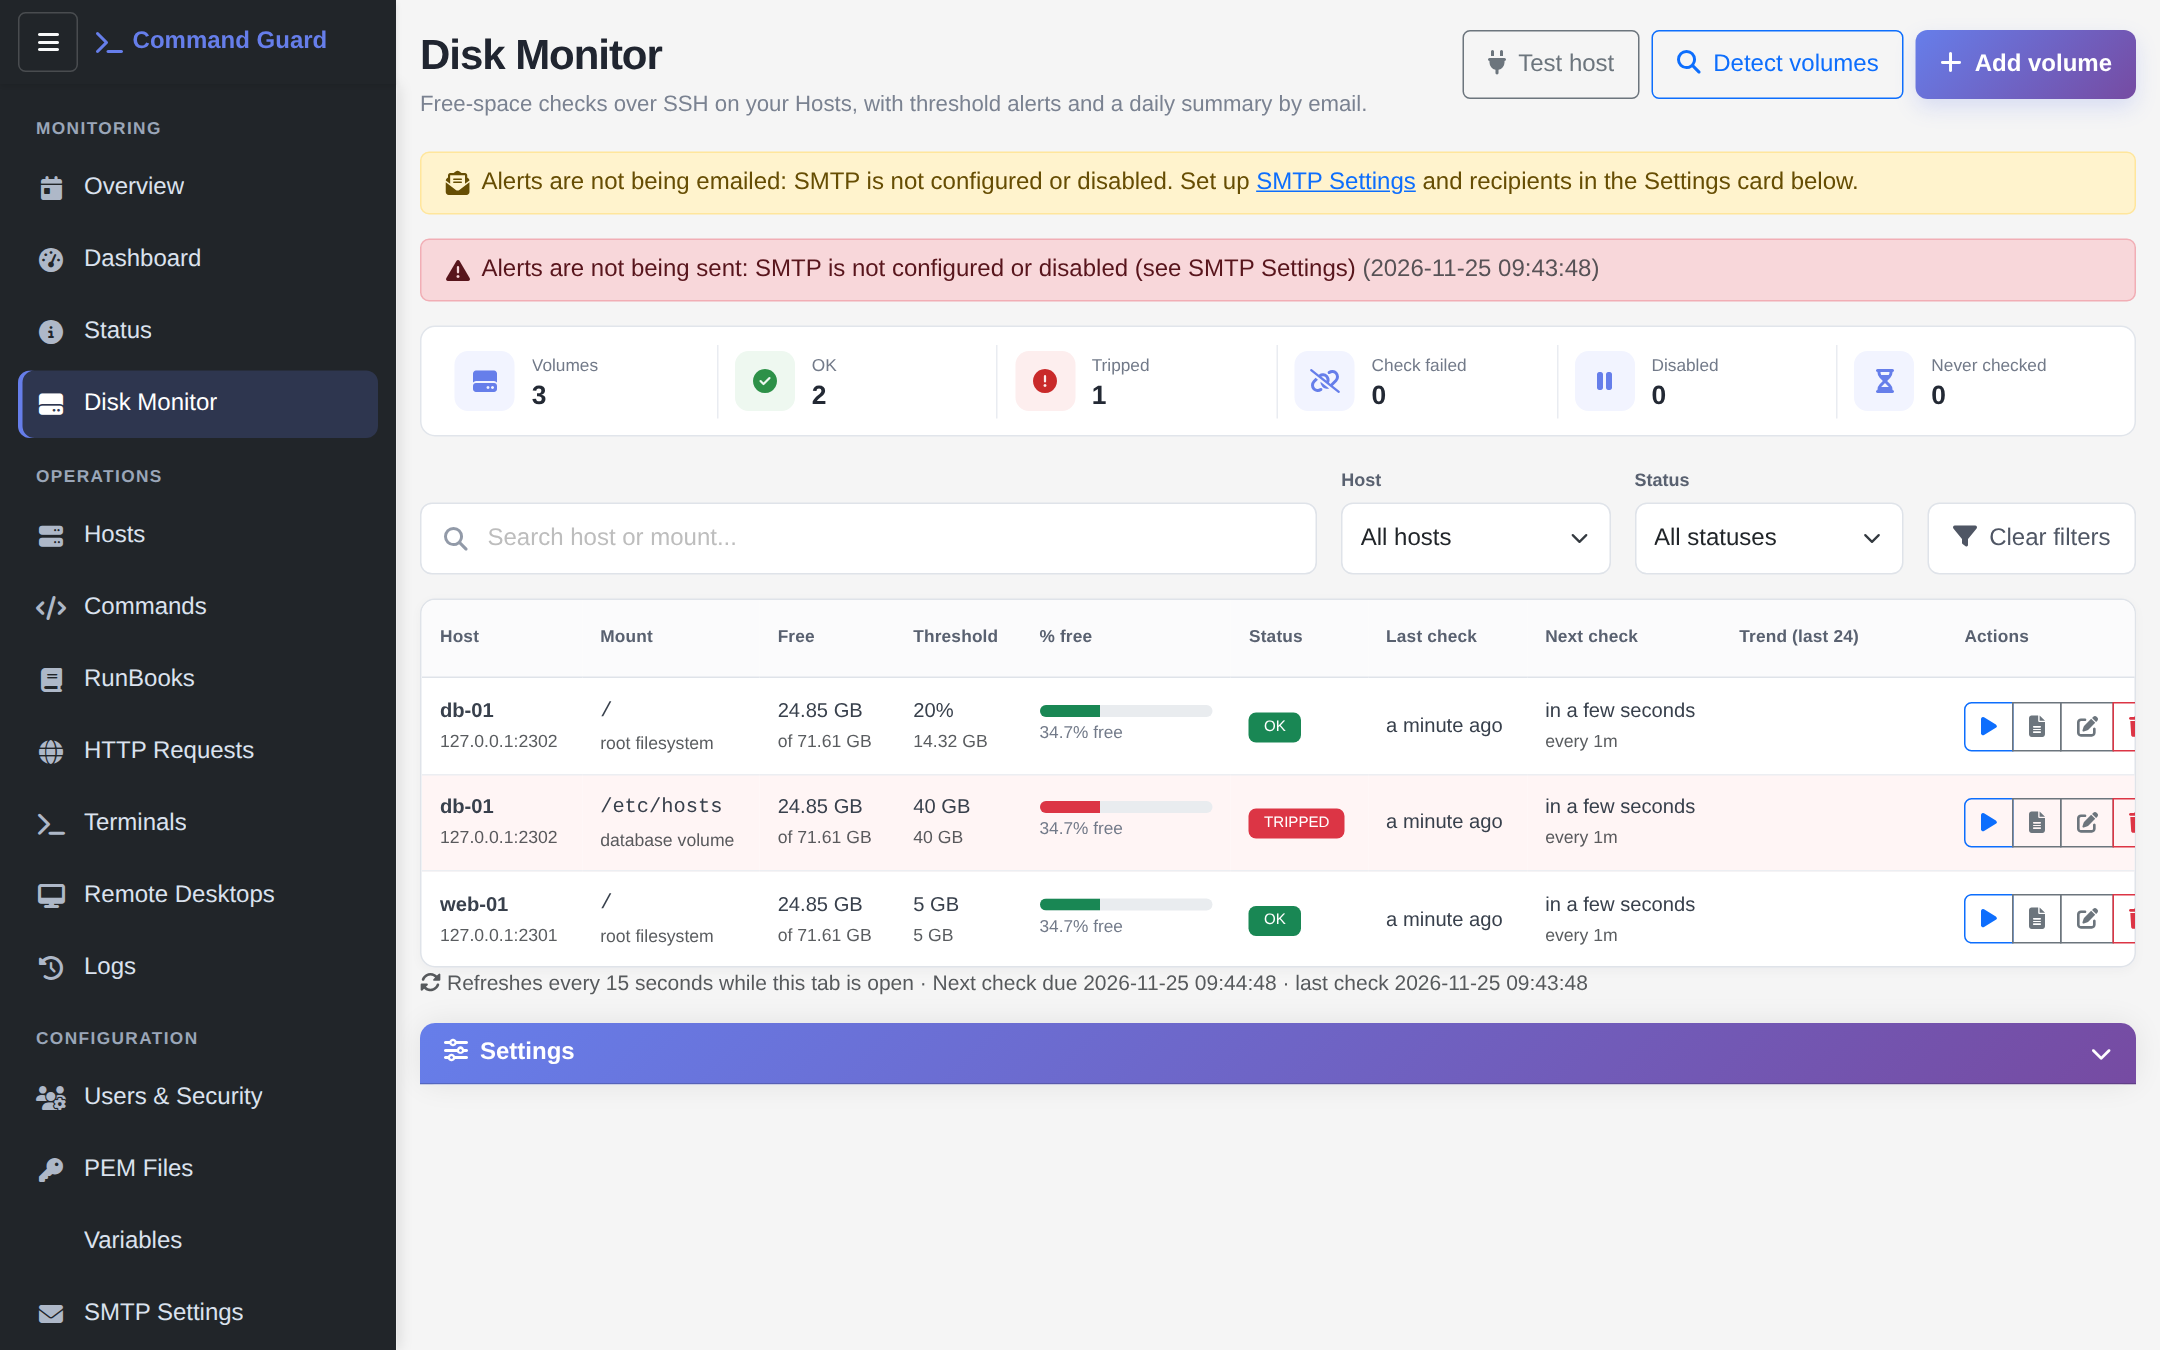 Command Guard
MONITORING
Overview
Dashboard
Status
Disk Monitor
OPERATIONS
Hosts
Commands
RunBooks
HTTP Requests
Terminals
Remote Desktops
Logs
CONFIGURATION
Users & Security
PEM Files
Variables
SMTP Settings
Disk Monitor
Free-space checks over SSH on your Hosts, with threshold alerts and a daily summary by email.
Test host
Detect volumes
Add volume
Alerts are not being emailed: SMTP is not configured or disabled. Set up SMTP Settings and recipients in the Settings card below.
Alerts are not being sent: SMTP is not configured or disabled (see SMTP Settings) (2026-11-25 09:43:48)
Volumes
3
OK
2
Tripped
1
Check failed
0
Disabled
0
Never checked
0
Search host or mount...
Host
All hosts
Status
All statuses
Clear filters
Host Mount Free Threshold % free Status Last check Next check Trend (last 24) Actions
db-01 / 24.85 GB 20% 34.7% free OK a minute ago in a few seconds
127.0.0.1:2302 root filesystem of 71.61 GB 14.32 GB every 1m
db-01 /etc/hosts 24.85 GB 40 GB 34.7% free TRIPPED a minute ago in a few seconds
127.0.0.1:2302 database volume of 71.61 GB 40 GB every 1m
web-01 / 24.85 GB 5 GB 34.7% free OK a minute ago in a few seconds
127.0.0.1:2301 root filesystem of 71.61 GB 5 GB every 1m
Refreshes every 15 seconds while this tab is open · Next check due 2026-11-25 09:44:48 · last check 2026-11-25 09:43:48
Settings